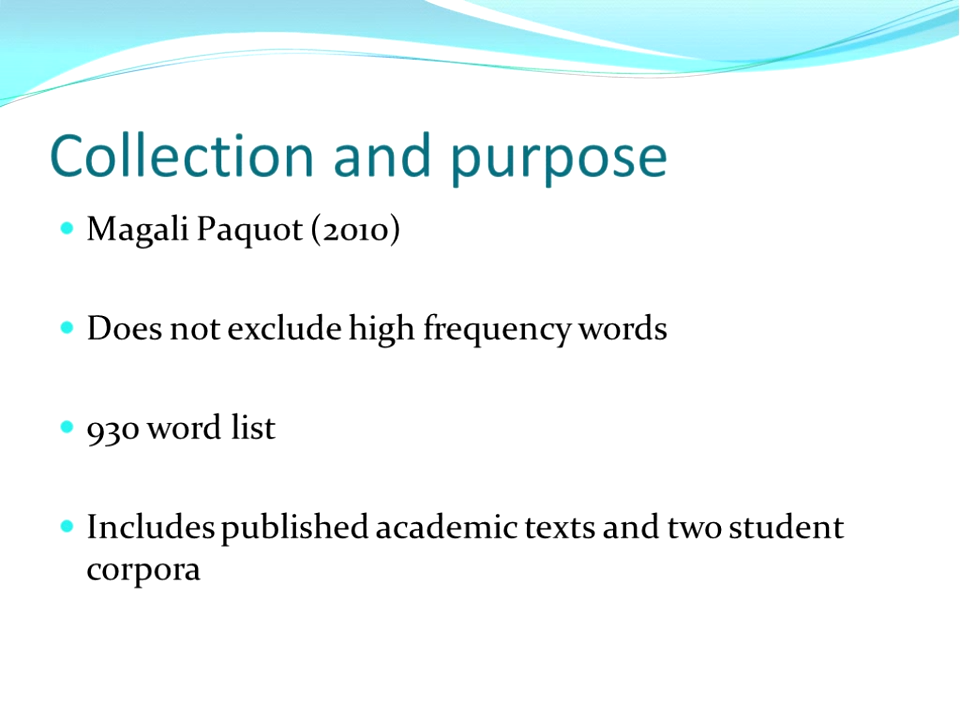 Collection and purpose
Magali Paquot (2010)
Does not exclude high frequency words
930 word list
Includes published academic texts and two student
corpora